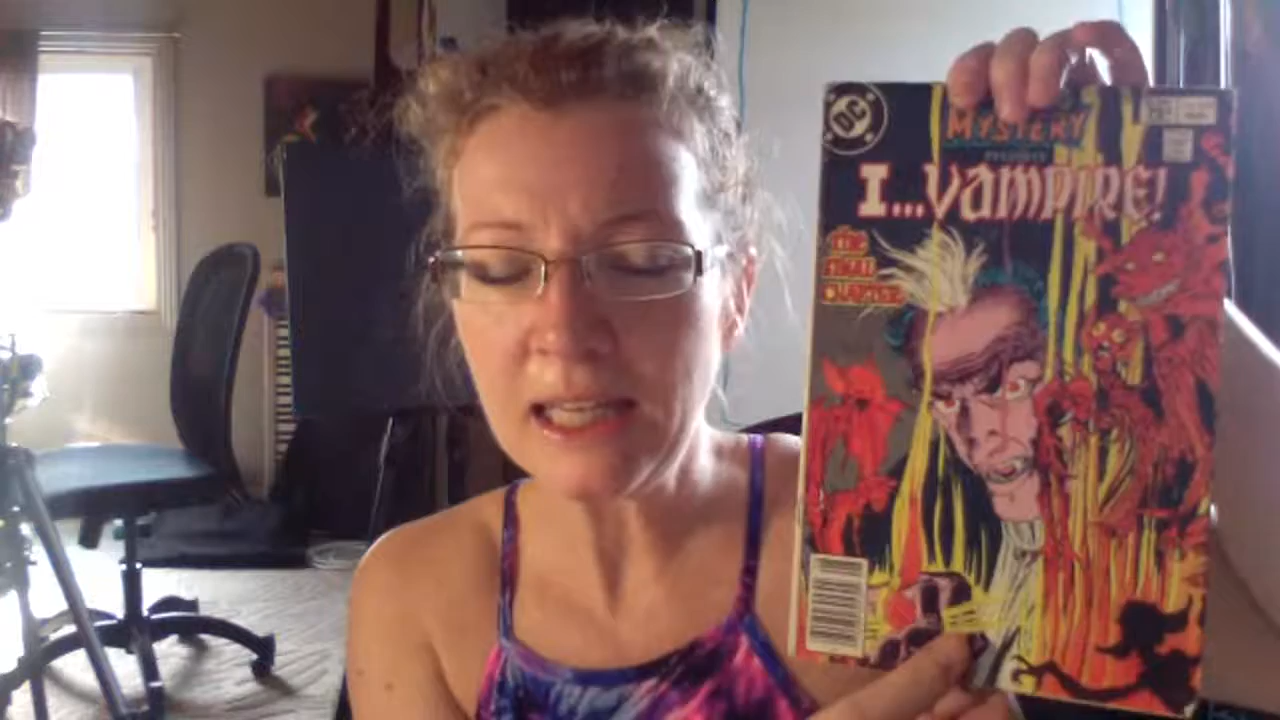 DC
MYSTERY
I...VAMPIRE!
the
FINAL
CHAPTER